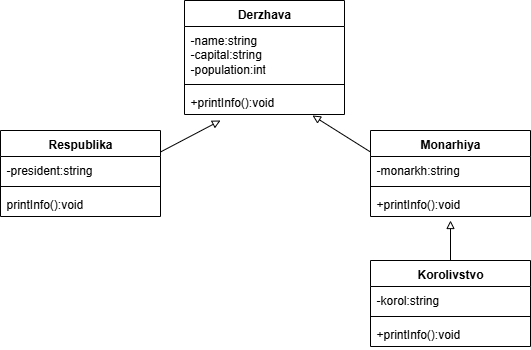 Derzhava
-name:string
-capital:string
-population:int
+printInfo():void
Respublika
-president:string
printInfo():void
Monarhiya
-monarkh:string
+printInfo():void
Korolivstvo
-korol:string
+printInfo():void